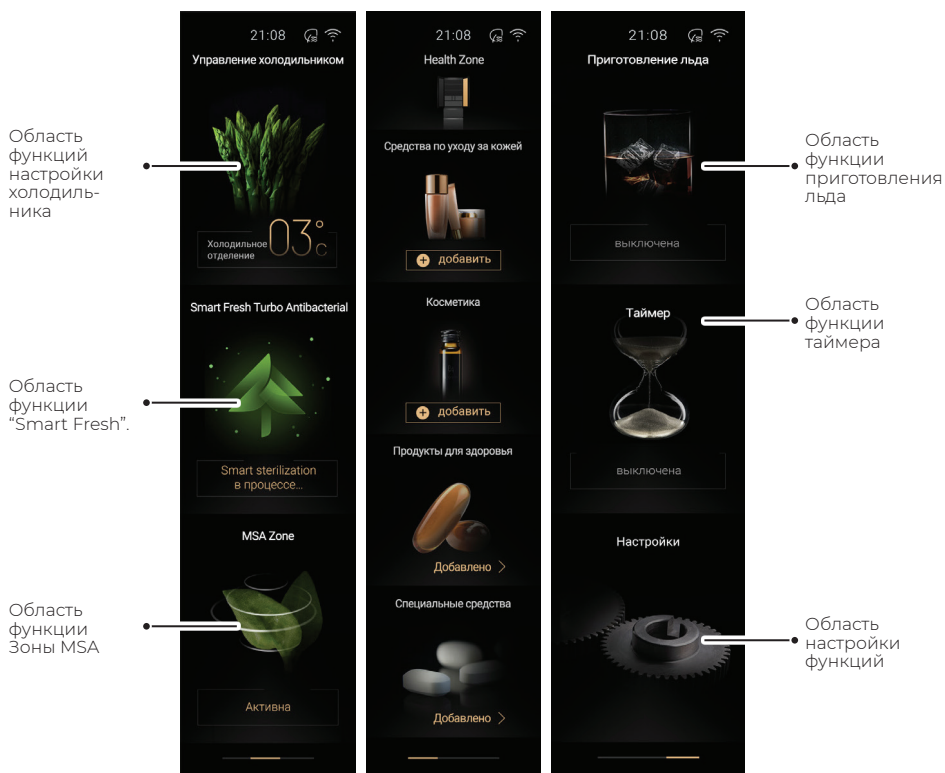 Область
функций
настройки
холодиль-
ника
Область
функции
“Smart Fresh”.
Область
функции
Зоны MSA
21:08
Управление холодильником
Холодильное
отделение
03°C
Smart Fresh Turbo Antibacterial
Smart sterilization
в процессе...
MSA Zone
Активна
21:08
Health Zone
Средства по уходу за кожей
добавить
Косметика
добавить
Продукты для здоровья
Добавлено
Специальные средства
Добавлено
21:08
Приготовление льда
выключена
Таймер
выключена
Настройки
Область
функции
приготовления
льда
Область
функции
таймера
Область
настройки
функций